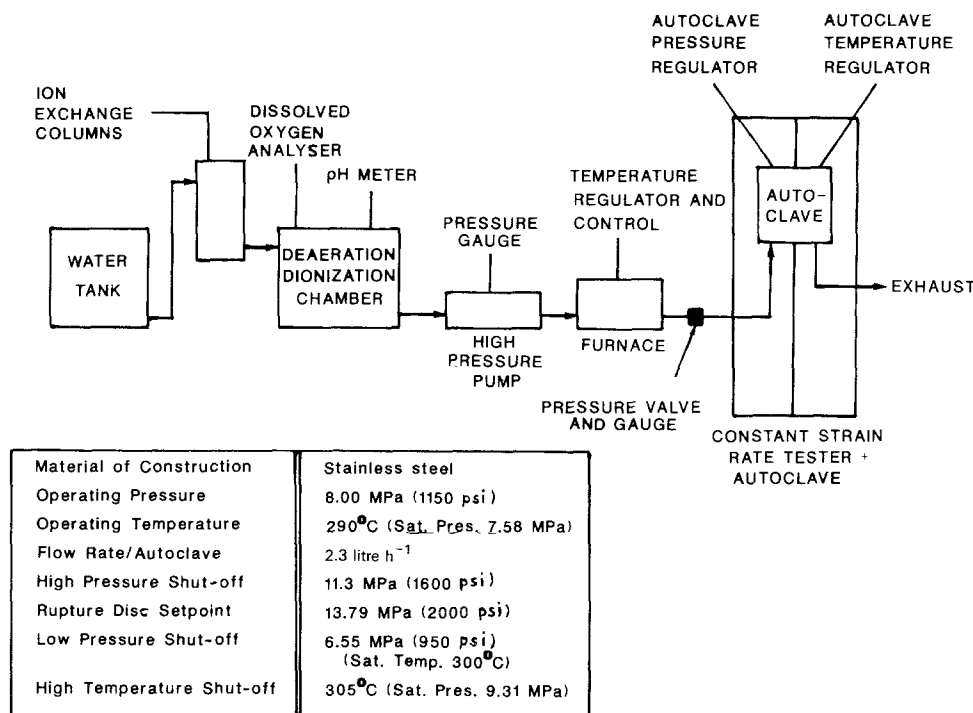 AUTOCLAVE
PRESSURE
REGULATOR
AUTOCLAVE
TEMPERATURE
REGULATOR
ION
EXCHANGE
COLUMNS
DISSOLVED
OXYGEN
ANALYSER
pH METER
WATER
TANK
DEAERATION
DIONIZATION
CHAMBER
PRESSURE
GAUGE
HIGH
PRESSURE
PUMP
TEMPERATURE
REGULATOR AND
CONTROL
FURNACE
PRESSURE VALVE
AND GAUGE
AUTO-
CLAVE
EXHAUST
CONSTANT STRAIN
RATE TESTER +
AUTOCLAVE
Material of Construction Stainless steel
Operating Pressure 8.00 MPa (1150 psi)
Operating Temperature 290°C (Sat. Pres. 7.58 MPa)
Flow Rate/Autoclave 2.3 litre h⁻¹
High Pressure Shut-off 11.3 MPa (1600 psi)
Rupture Disc Setpoint 13.79 MPa (2000 psi)
Low Pressure Shut-off 6.55 MPa (950 psi)
(Sat. Temp. 300°C)
High Temperature Shut-off 305°C (Sat. Pres. 9.31 MPa)